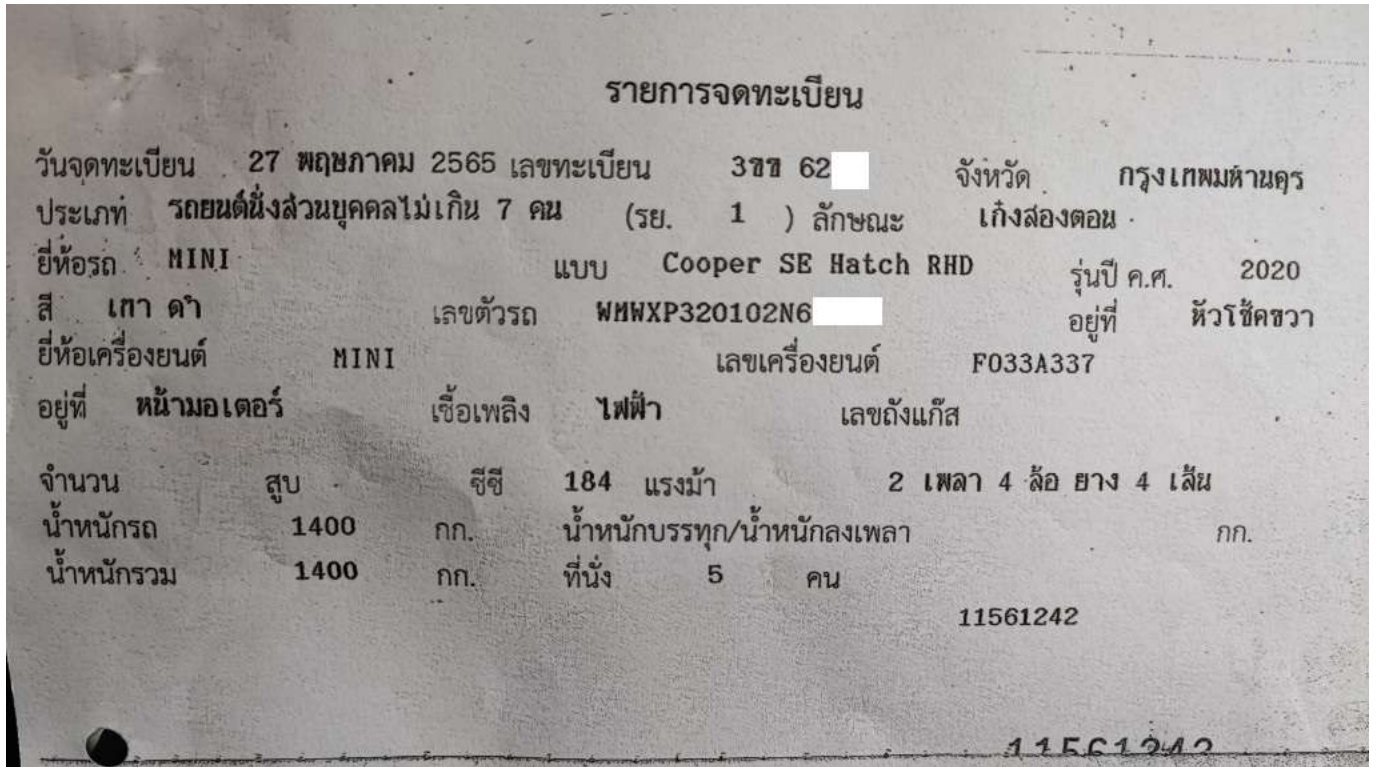 รายการจดทะเบียน
วันจดทะเบียน 27 พฤษภาคม 2565 เลขทะเบียน 3ขข 62 จังหวัด กรุงเทพมหานคร
ประเภท รถยนต์นั่งส่วนบุคคลไม่เกิน 7 คน (รย. 1 ) ลักษณะ เก๋งสองตอน
ยี่ห้อรถ MINI แบบ Cooper SE Hatch RHD รุ่นปี ค.ศ. 2020
สี เทา ดำ เลขตัวรถ WMWXP320102N6 อยู่ที่ หัวโช้คขวา
ยี่ห้อเครื่องยนต์ MINI เลขเครื่องยนต์ F033A337
อยู่ที่ หน้ามอเตอร์ เชื้อเพลิง ไฟฟ้า เลขถังแก๊ส
จำนวน สูบ ซีซี 184 แรงม้า 2 เพลา 4 ล้อ ยาง 4 เส้น
น้ำหนักรถ 1400 กก. น้ำหนักบรรทุก/น้ำหนักลงเพลา กก.
น้ำหนักรวม 1400 กก. ที่นั่ง 5 คน
11561242
11561242